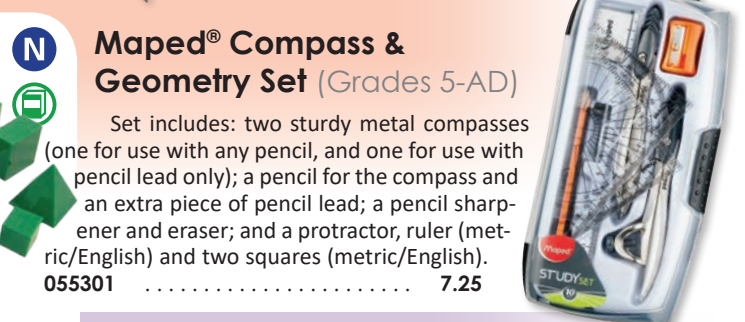 N
Maped® Compass &
Geometry Set (Grades 5-AD)
Set includes: two sturdy metal compasses
(one for use with any pencil, and one for use with
pencil lead only); a pencil for the compass and
an extra piece of pencil lead; a pencil sharp-
ener and eraser; and a protractor, ruler (met-
ric/English) and two squares (metric/English).
055301 . . . . . . . . . . . . . . . . . . . . . . . 7.25
maped
STUDY SET
10